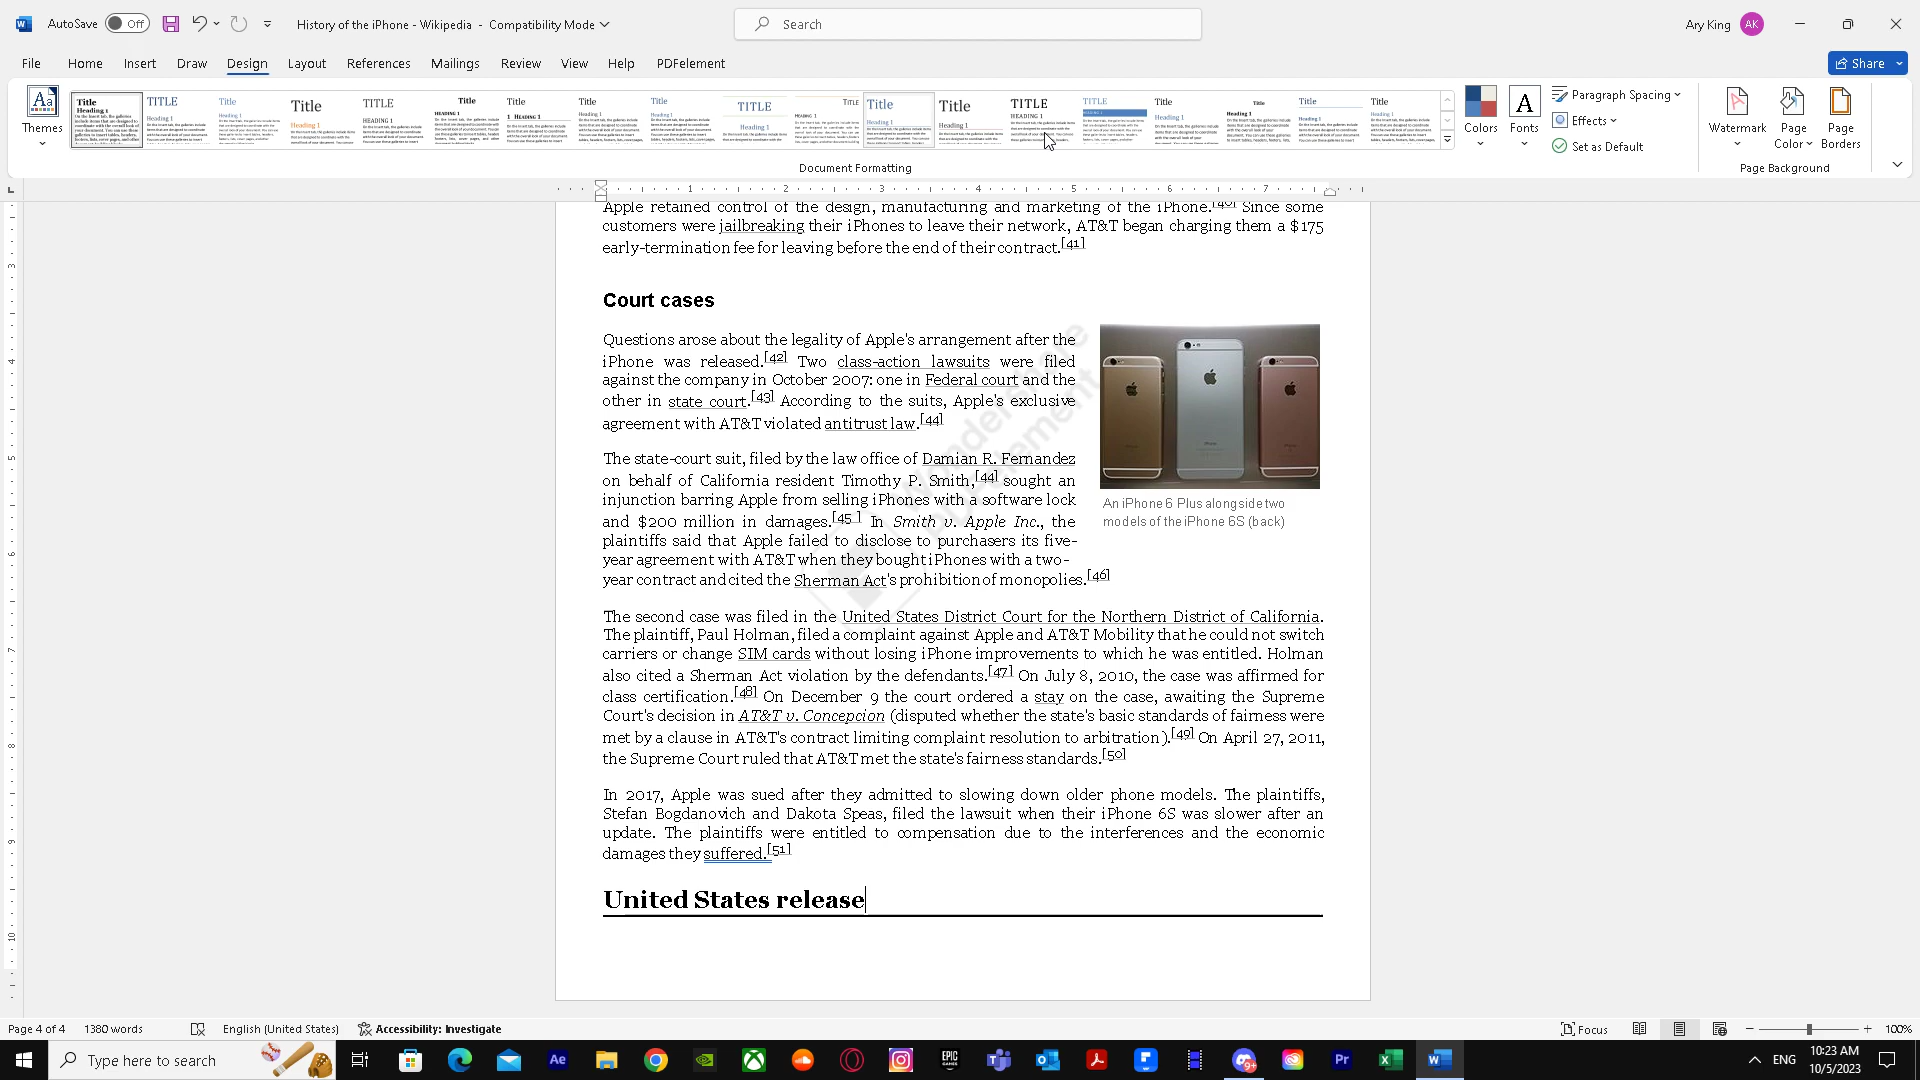 AutoSave Off History of the iPhone - Wikipedia - Compatibility Mode Search Ary King AK
File Home Insert Draw Design Layout References Mailings Review View Help PDFelement Share
Themes Colors Fonts Paragraph Spacing Effects Set as Default Watermark Page Color Page Borders
Document Formatting Page Background
Apple retained control of the design, manufacturing and marketing of the iPhone.[40] Since some
customers were jailbreaking their iPhones to leave their network, AT&T began charging them a $175
early-termination fee for leaving before the end of their contract.[41]
Court cases
Questions arose about the legality of Apple's arrangement after the
iPhone was released.[42] Two class-action lawsuits were filed
against the company in October 2007: one in Federal court and the
other in state court.[43] According to the suits, Apple's exclusive
agreement with AT&T violated antitrust law.[44]
The state-court suit, filed by the law office of Damian R. Fernandez
on behalf of California resident Timothy P. Smith,[44] sought an
injunction barring Apple from selling iPhones with a software lock
and $200 million in damages.[45] In Smith v. Apple Inc., the
plaintiffs said that Apple failed to disclose to purchasers its five-
year agreement with AT&T when they bought iPhones with a two-
year contract and cited the Sherman Act's prohibition of monopolies.[46]
An iPhone 6 Plus alongside two
models of the iPhone 6S (back)
The second case was filed in the United States District Court for the Northern District of California.
The plaintiff, Paul Holman, filed a complaint against Apple and AT&T Mobility that he could not switch
carriers or change SIM cards without losing iPhone improvements to which he was entitled. Holman
also cited a Sherman Act violation by the defendants.[47] On July 8, 2010, the case was affirmed for
class certification.[48] On December 9 the court ordered a stay on the case, awaiting the Supreme
Court's decision in AT&T v. Concepcion (disputed whether the state's basic standards of fairness were
met by a clause in AT&T's contract limiting complaint resolution to arbitration).[49] On April 27, 2011,
the Supreme Court ruled that AT&T met the state's fairness standards.[50]
In 2017, Apple was sued after they admitted to slowing down older phone models. The plaintiffs,
Stefan Bogdanovich and Dakota Speas, filed the lawsuit when their iPhone 6S was slower after an
update. The plaintiffs were entitled to compensation due to the interferences and the economic
damages they suffered.[51]
United States release
Wondershare
PDFelement
Page 4 of 4 1380 words English (United States) Accessibility: Investigate Focus 100%
Type here to search ENG 10:23 AM
10/5/2023